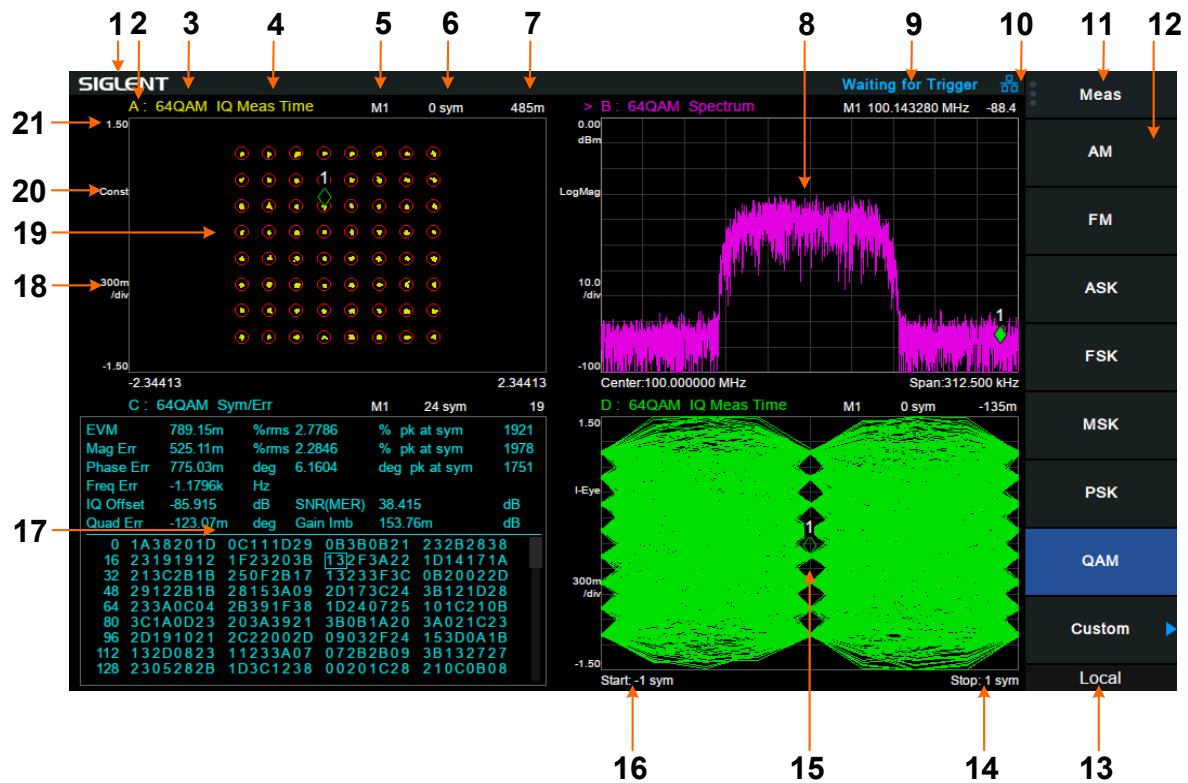 1 2 3 4 5 6 7 8 9 10 11 12
SIGLENT
Waiting for Trigger
A : 64QAM IQ Meas Time M1 0 sym 485m
1.50
Const
300m
/div
-1.50
-2.34413 2.34413
1
> B : 64QAM Spectrum M1 100.143280 MHz -88.4
0.00
dBm
LogMag
10.0
/div
-100
Center:100.000000 MHz Span:312.500 kHz
1
C : 64QAM Sym/Err M1 24 sym 19
EVM 789.15m %rms 2.7786 % pk at sym 1921
Mag Err 525.11m %rms 2.2846 % pk at sym 1978
Phase Err 775.03m deg 6.1604 deg pk at sym 1751
Freq Err -1.1796k Hz
IQ Offset -85.915 dB SNR(MER) 38.415 dB
Quad Err -123.07m deg Gain Imb 153.76m dB
0 1A38201D 0C111D29 0B3B0B21 232B2838
16 23191912 1F23203B 132F3A22 1D14171A
32 213C2B1B 250F2B17 13233F3C 0B20022D
48 29122B1B 28153A09 2D173C24 3B121D28
64 233A0C04 2B391F38 1D240725 101C210B
80 3C1A0D23 203A3921 3B0B1A20 3A021C23
96 2D191021 2C22002D 09032F24 153D0A1B
112 132D0823 11233A07 072B2B09 3B132727
128 2305282B 1D3C1238 00201C28 210C0B08
D : 64QAM IQ Meas Time M1 0 sym -135m
1.50
I-Eye
300m
/div
-1.50
Start: -1 sym Stop: 1 sym
1
Meas
AM
FM
ASK
FSK
MSK
PSK
QAM
Custom
Local
21
20
19
18
17
16 15 14 13